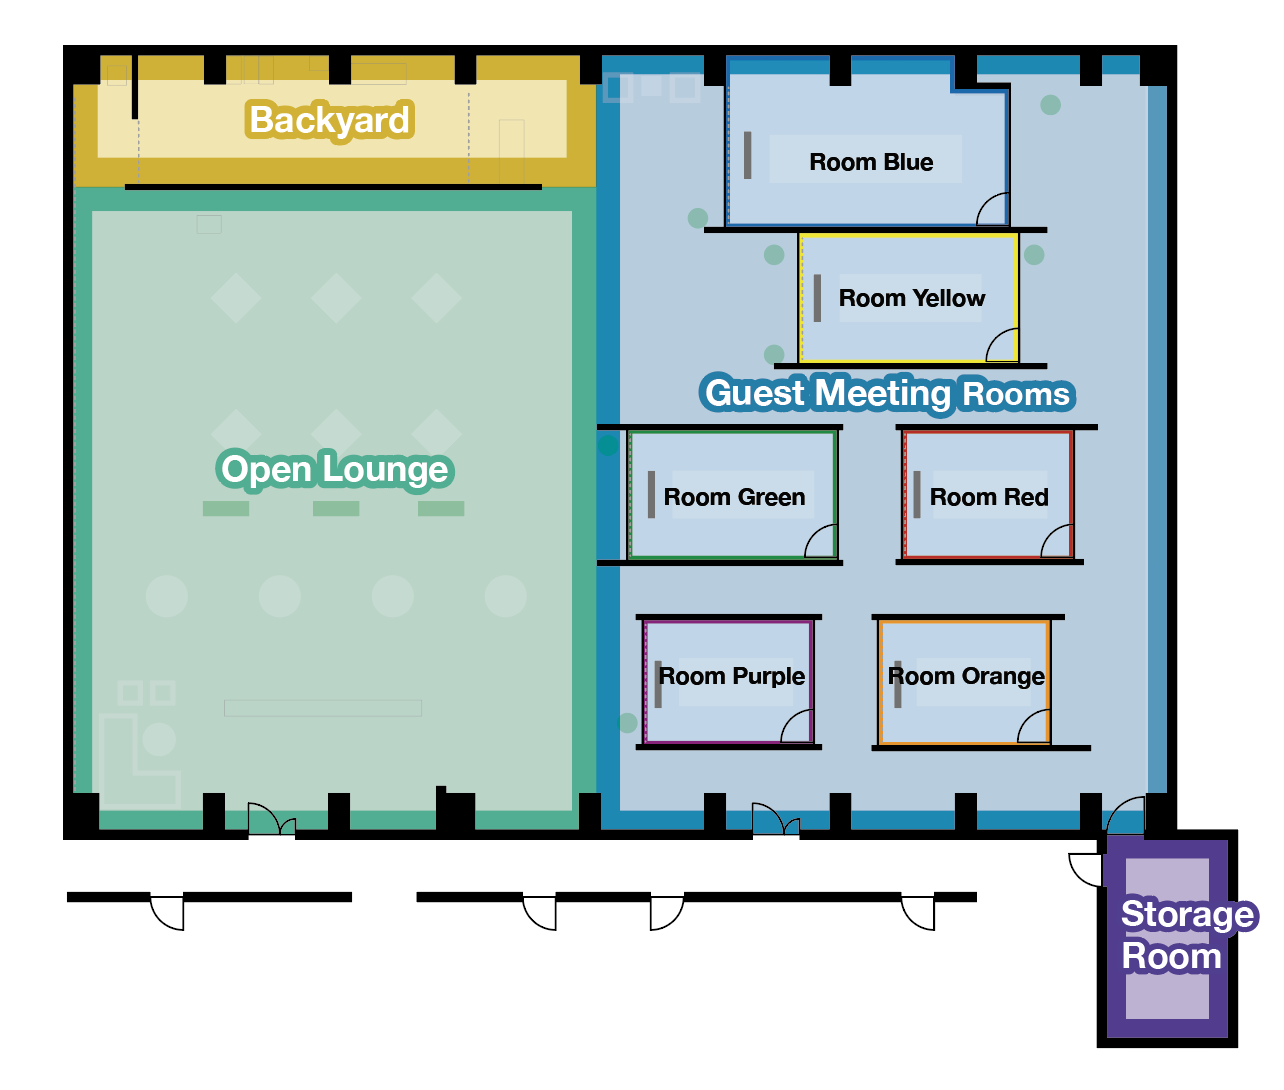 Backyard
Room Blue
Room Yellow
Guest Meeting Rooms
Open Lounge
Room Green
Room Red
Room Purple
Room Orange
Storage
Room